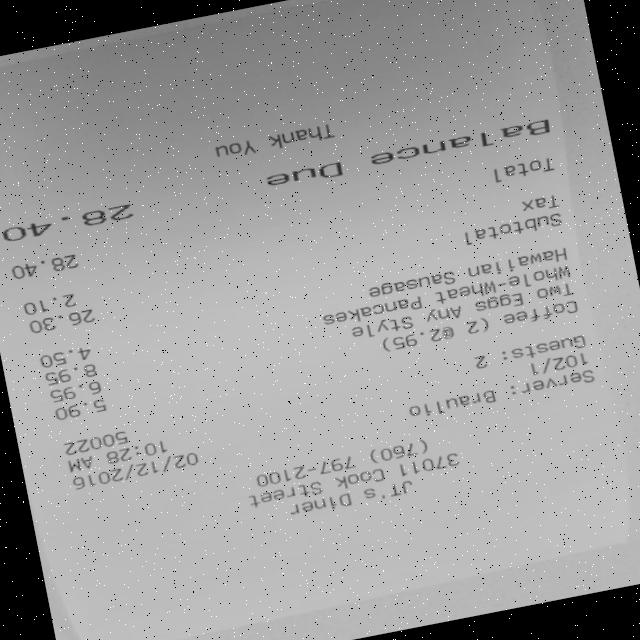 JT's Diner
37011 Cook Street
(760) 797-2100
Server: Braulio 02/12/2016
102/1 10:26 AM
Guests: 2 50022
Coffee (2 @2.95) 5.90
Two Eggs Any Style 6.95
Whole-Wheat Pancakes 8.95
Hawaiian Sausage 4.50
Subtotal 26.30
Tax 2.10
Total 28.40
Balance Due 28.40
Thank You